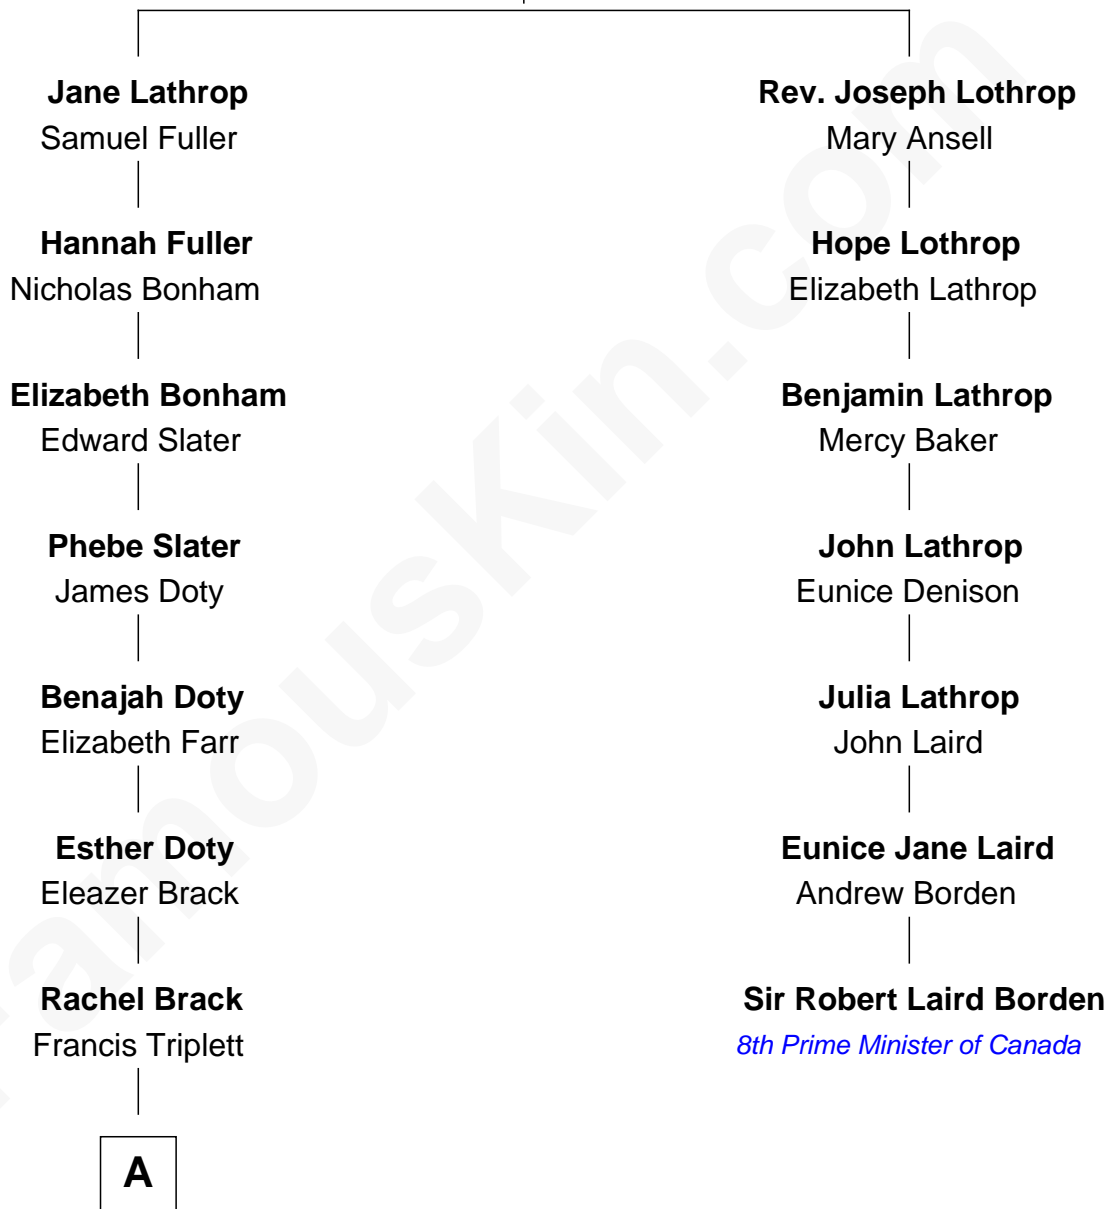 Jane Lathrop
Samuel Fuller
Hannah Fuller
Nicholas Bonham
Elizabeth Bonham
Edward Slater
Phebe Slater
James Doty
Benajah Doty
Elizabeth Farr
Esther Doty
Eleazer Brack
Rachel Brack
Francis Triplett
A
Rev. Joseph Lothrop
Mary Ansell
Hope Lothrop
Elizabeth Lathrop
Benjamin Lathrop
Mercy Baker
John Lathrop
Eunice Denison
Julia Lathrop
John Laird
Eunice Jane Laird
Andrew Borden
Sir Robert Laird Borden
8th Prime Minister of Canada
FamousKin.com